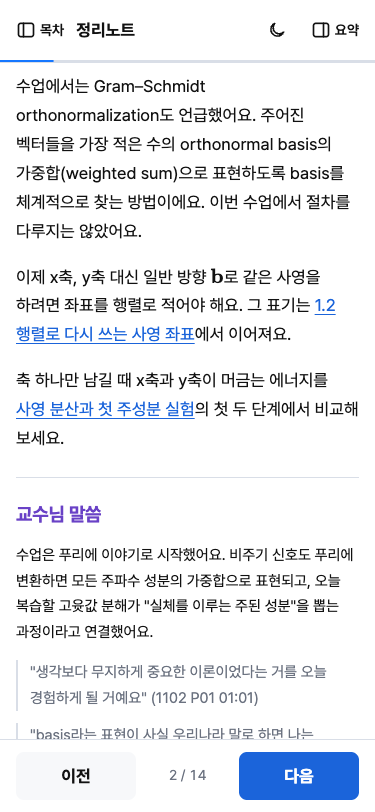 목차 정리노트 요약
수업에서는 Gram–Schmidt
orthonormalization도 언급했어요. 주어진
벡터들을 가장 적은 수의 orthonormal basis의
가중합(weighted sum)으로 표현하도록 basis를
체계적으로 찾는 방법이에요. 이번 수업에서 절차를
다루지는 않았어요.
이제 x축, y축 대신 일반 방향 b로 같은 사영을
하려면 좌표를 행렬로 적어야 해요. 그 표기는 1.2
행렬로 다시 쓰는 사영 좌표에서 이어져요.
축 하나만 남길 때 x축과 y축이 머금는 에너지를
사영 분산과 첫 주성분 실험의 첫 두 단계에서 비교해
보세요.
교수님 말씀
수업은 푸리에 이야기로 시작했어요. 비주기 신호도 푸리에
변환하면 모든 주파수 성분의 가중합으로 표현되고, 오늘
복습할 고윳값 분해가 "실체를 이루는 주된 성분"을 뽑는
과정이라고 연결했어요.
"생각보다 무지하게 중요한 이론이었다는 거를 오늘
경험하게 될 거예요" (1102 P01 01:01)
"basis라는 표현이 사실 우리나라 말로 하면 나는
이전 2 / 14 다음